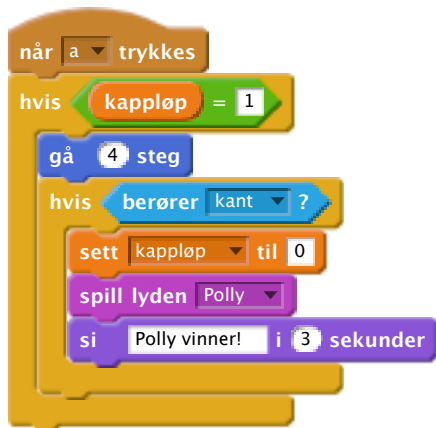 når a trykkes
hvis kappløp = 1
gå 4 steg
hvis berører kant ?
sett kappløp til 0
spill lyden Polly
si Polly vinner! i 3 sekunder